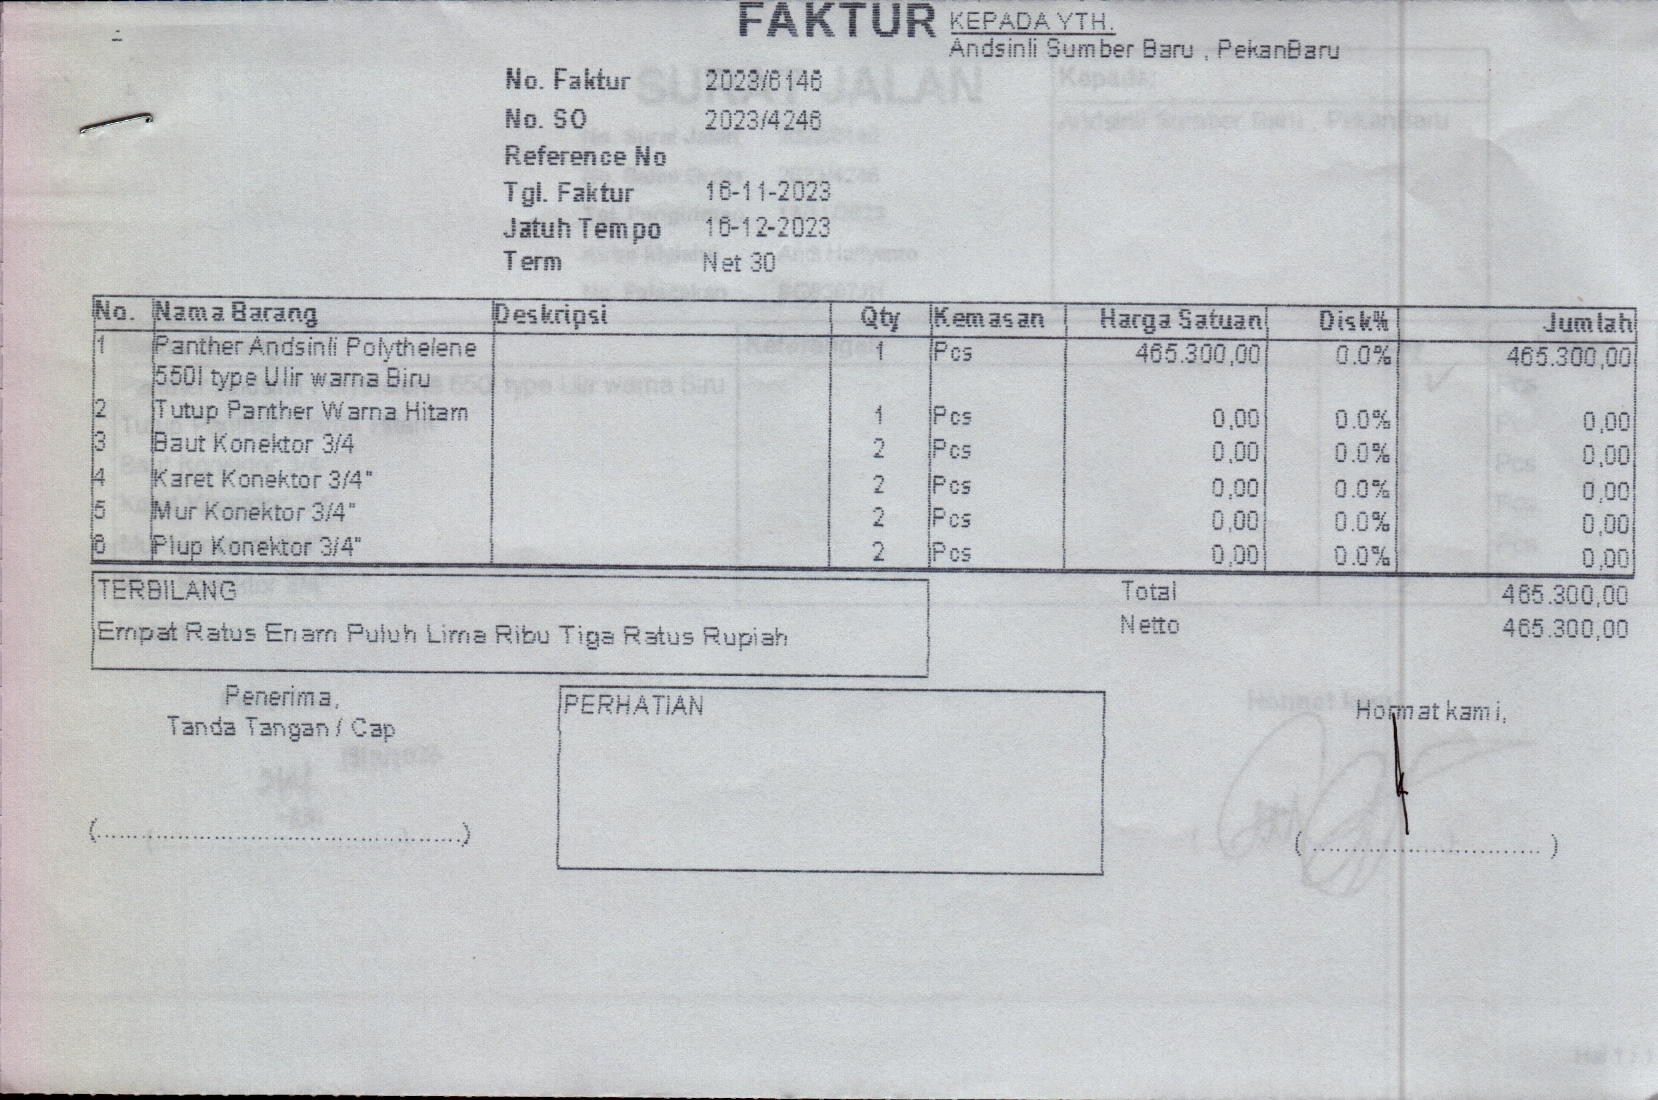 FAKTUR
KEPADA YTH.
Andsinli Sumber Baru , PekanBaru
No. Faktur 2023/6146
No. SO 2023/4246
Reference No
Tgl. Faktur 16-11-2023
Jatuh Tempo 16-12-2023
Term Net 30
No. Nama Barang Deskripsi Qty Kemasan Harga Satuan Disk% Jumlah
1 Panther Andsinli Polythelene 1 Pcs 465.300,00 0.0% 465.300,00
550l type Ulir warna Biru
2 Tutup Panther Warna Hitam 1 Pcs 0,00 0.0% 0,00
3 Baut Konektor 3/4 2 Pcs 0,00 0.0% 0,00
4 Karet Konektor 3/4" 2 Pcs 0,00 0.0% 0,00
5 Mur Konektor 3/4" 2 Pcs 0,00 0.0% 0,00
6 Plup Konektor 3/4" 2 Pcs 0,00 0.0% 0,00
TERBILANG
Empat Ratus Enam Puluh Lima Ribu Tiga Ratus Rupiah
Total 465.300,00
Netto 465.300,00
Penerima,
Tanda Tangan / Cap
PERHATIAN
Hormat kami,
(..........................................)
(..............................)
SURAT JALAN
Kepada:
Andsinli Sumber Baru , PekanBaru